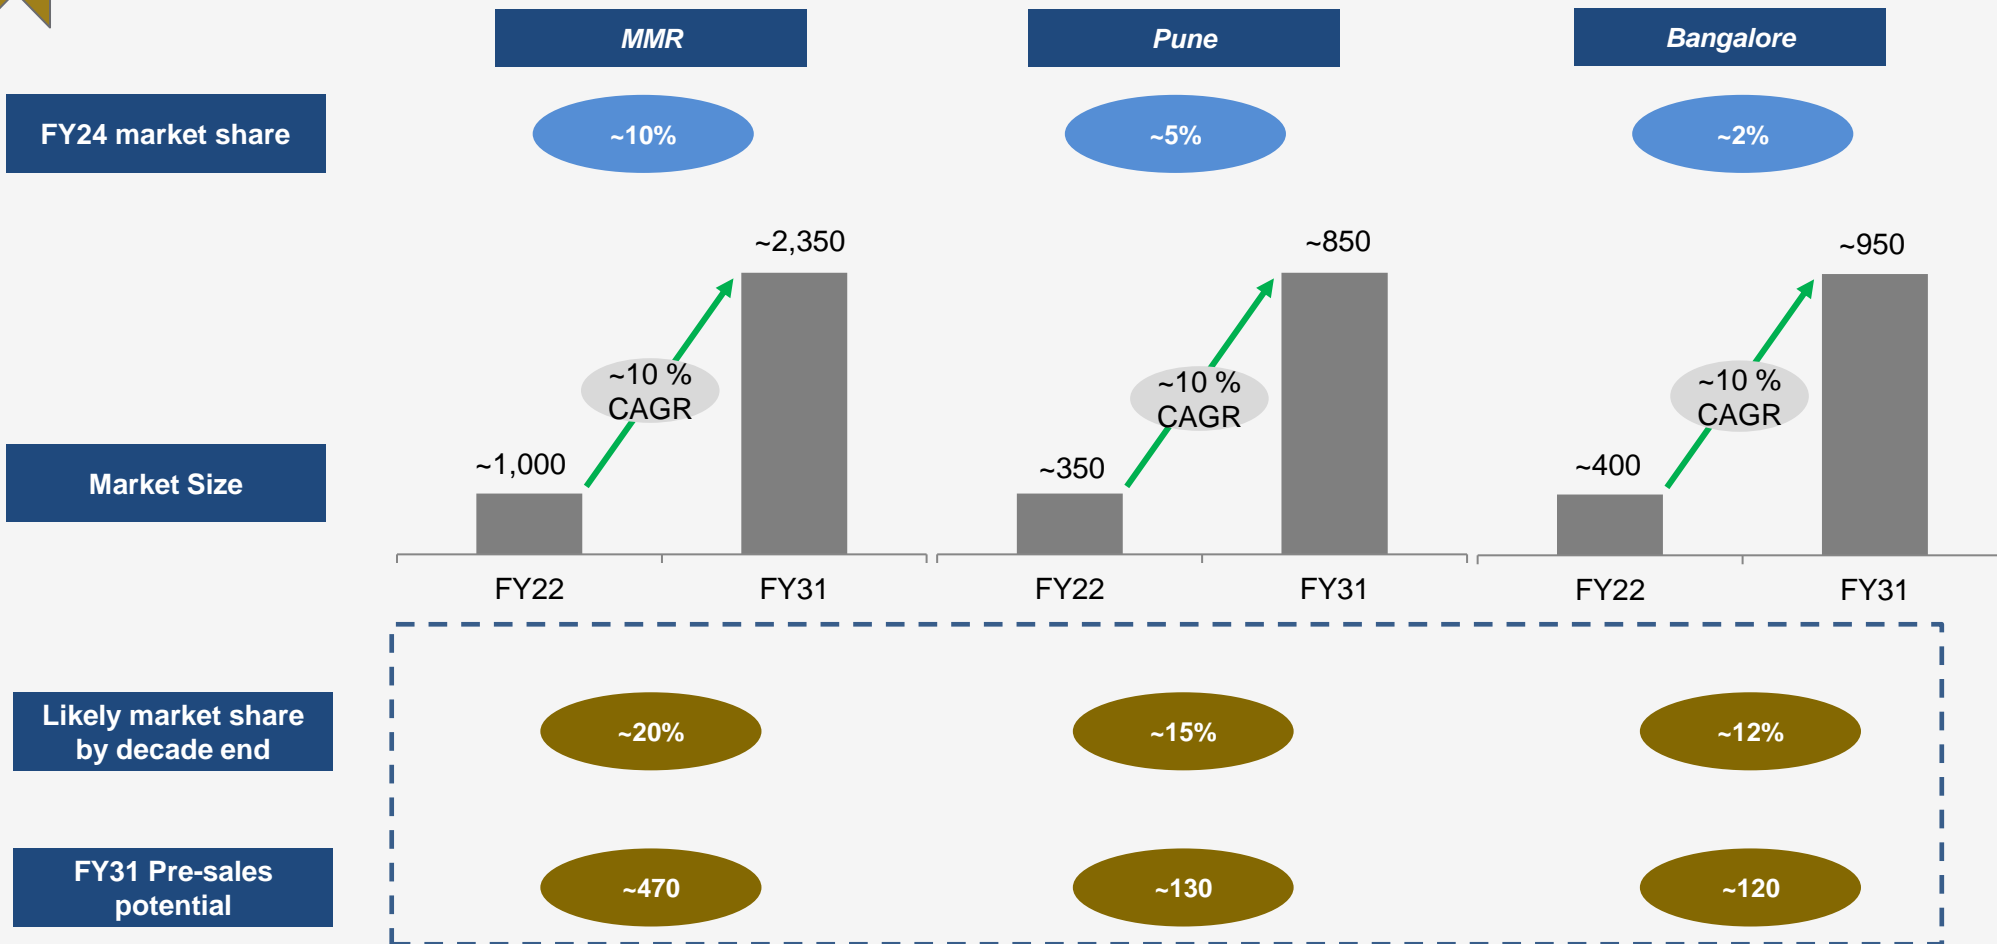 MMR
Pune
Bangalore
FY24 market share
~10%
~5%
~2%
~2,350
~850
~950
~10 %
CAGR
~10 %
CAGR
~10 %
CAGR
Market Size
~1,000
~350
~400
FY22
FY31
FY22
FY31
FY22
FY31
Likely market share
by decade end
~20%
~15%
~12%
FY31 Pre-sales
potential
~470
~130
~120